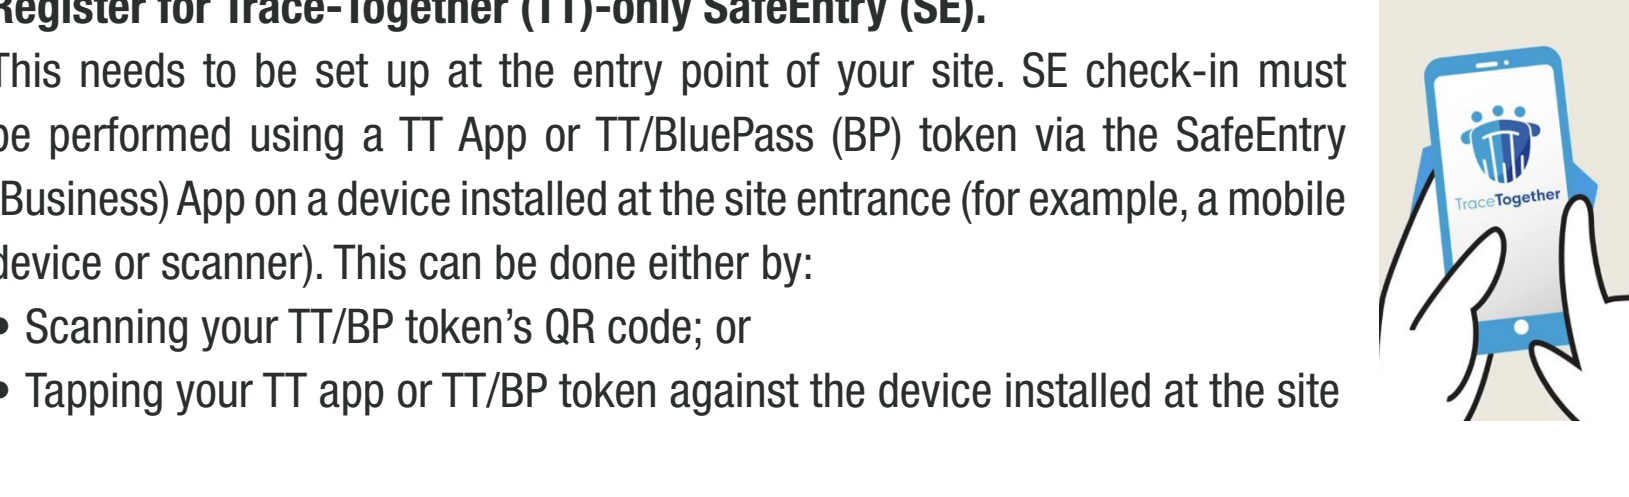 Register for Trace-Together (TT)-only SafeEntry (SE).
This needs to be set up at the entry point of your site. SE check-in must
be performed using a TT App or TT/BluePass (BP) token via the SafeEntry
(Business) App on a device installed at the site entrance (for example, a mobile
device or scanner). This can be done either by:
• Scanning your TT/BP token’s QR code; or
• Tapping your TT app or TT/BP token against the device installed at the site
TraceTogether